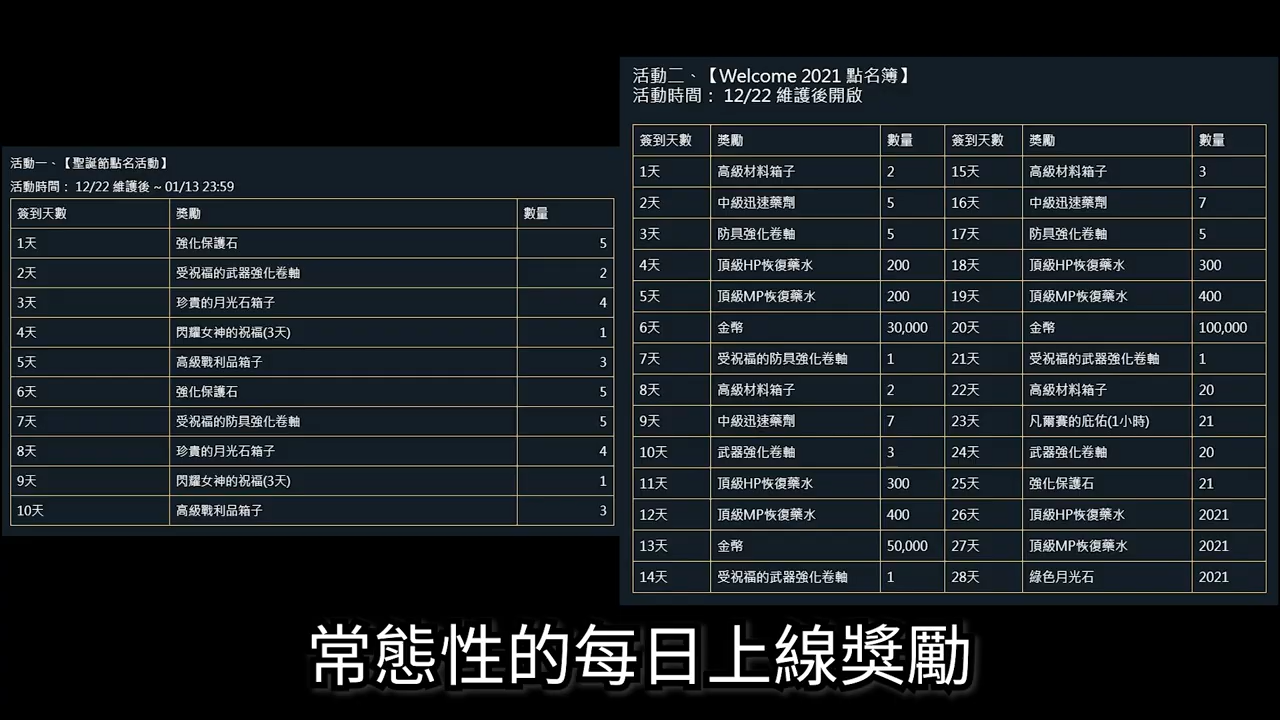 活動一、【聖誕節點名活動】
活動時間： 12/22 維護後 ~ 01/13 23:59
簽到天數 獎勵 數量
1天 強化保護石 5
2天 受祝福的武器強化卷軸 2
3天 珍貴的月光石箱子 4
4天 閃耀女神的祝福(3天) 1
5天 高級戰利品箱子 3
6天 強化保護石 5
7天 受祝福的防具強化卷軸 5
8天 珍貴的月光石箱子 4
9天 閃耀女神的祝福(3天) 1
10天 高級戰利品箱子 3
活動二、【Welcome 2021 點名簿】
活動時間： 12/22 維護後開啟
簽到天數 獎勵 數量 簽到天數 獎勵 數量
1天 高級材料箱子 2 15天 高級材料箱子 3
2天 中級迅速藥劑 5 16天 中級迅速藥劑 7
3天 防具強化卷軸 5 17天 防具強化卷軸 5
4天 頂級HP恢復藥水 200 18天 頂級HP恢復藥水 300
5天 頂級MP恢復藥水 200 19天 頂級MP恢復藥水 400
6天 金幣 30,000 20天 金幣 100,000
7天 受祝福的防具強化卷軸 1 21天 受祝福的武器強化卷軸 1
8天 高級材料箱子 2 22天 高級材料箱子 20
9天 中級迅速藥劑 7 23天 凡爾賽的庇佑(1小時) 21
10天 武器強化卷軸 3 24天 武器強化卷軸 20
11天 頂級HP恢復藥水 300 25天 強化保護石 21
12天 頂級MP恢復藥水 400 26天 頂級HP恢復藥水 2021
13天 金幣 50,000 27天 頂級MP恢復藥水 2021
14天 受祝福的武器強化卷軸 1 28天 綠色月光石 2021
常態性的每日上線獎勵